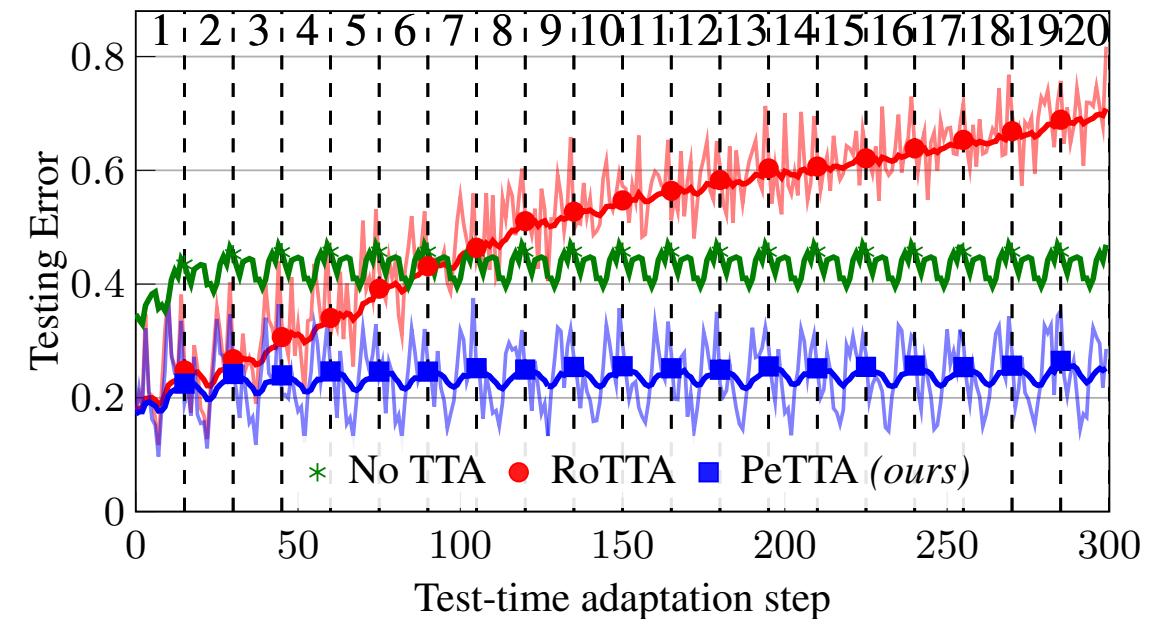 1 2 3 4 5 6 7 8 9 10 11 12 13 14 15 16 17 18 19 20
0.8
0.6
0.4
0.2
0
Testing Error
No TTA RoTTA PeTTA (ours)
0 50 100 150 200 250 300
Test-time adaptation step